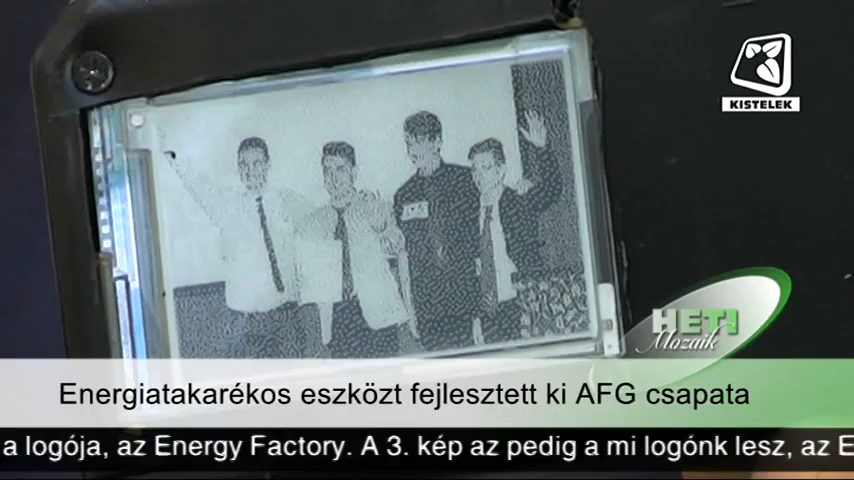 KISTELEK
HETI
Mozaik
Energiatakarékos eszközt fejlesztett ki AFG csapata
a logója, az Energy Factory. A 3. kép az pedig a mi logónk lesz, az E